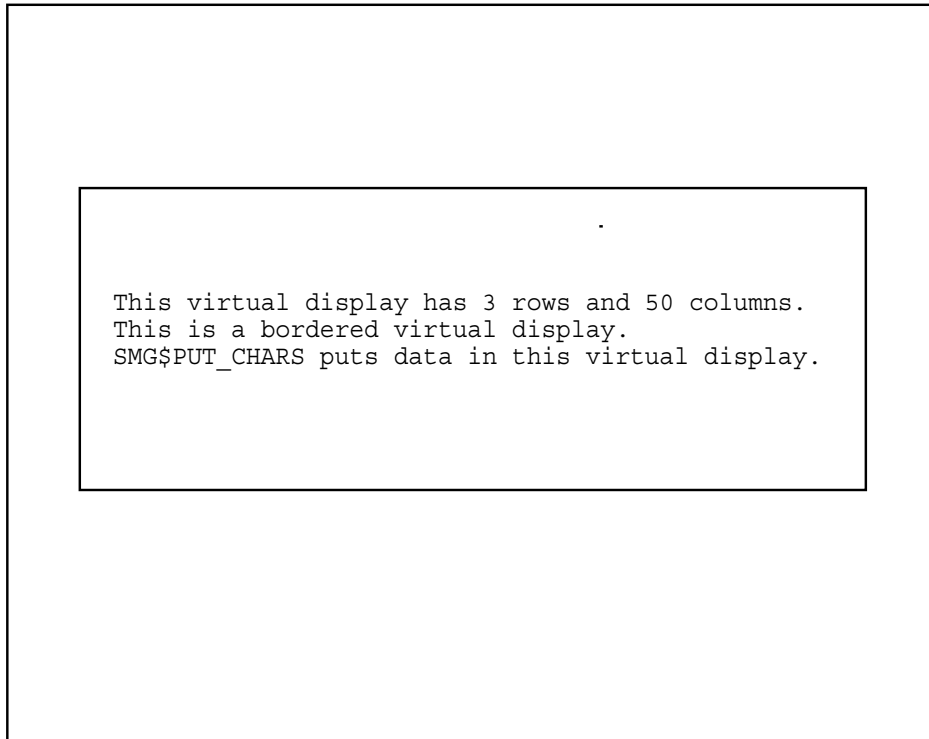 This virtual display has 3 rows and 50 columns.
This is a bordered virtual display.
SMG$PUT_CHARS puts data in this virtual display.